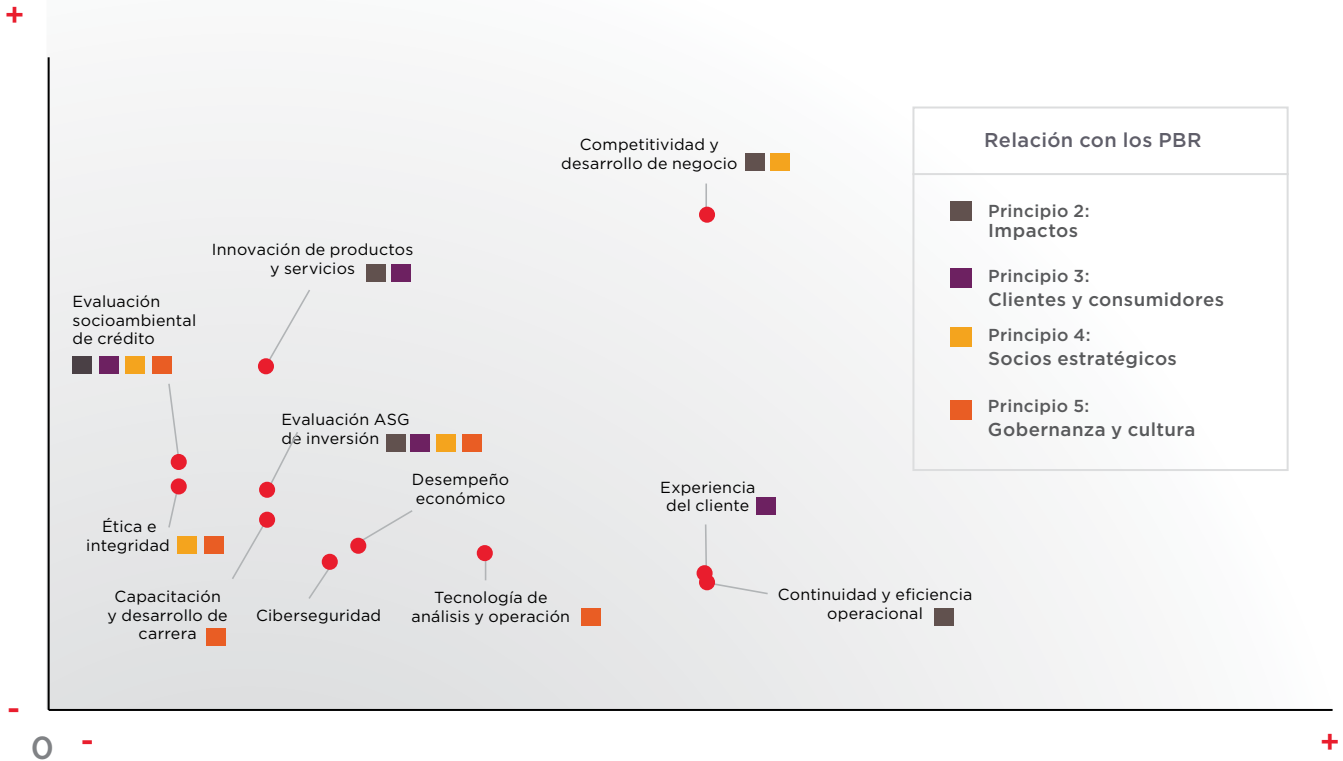 +
Competitividad y
desarrollo de negocio
Relación con los PBR
Principio 2:
Impactos
Principio 3:
Clientes y consumidores
Principio 4:
Socios estratégicos
Principio 5:
Gobernanza y cultura
Innovación de productos
y servicios
Evaluación
socioambiental
de crédito
Evaluación ASG
de inversión
Desempeño
económico
Experiencia
del cliente
Ética e
integridad
Capacitación
y desarrollo de
carrera
Ciberseguridad
Tecnología de
análisis y operación
Continuidad y eficiencia
operacional
-
0 - +